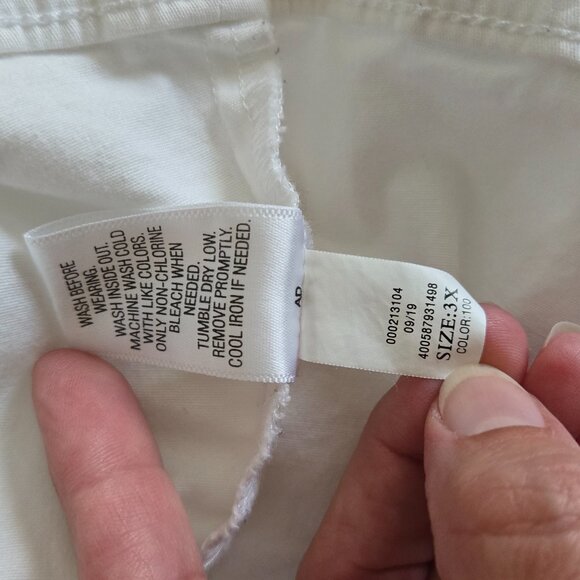 WASH BEFORE
WEARING.
WASH INSIDE OUT.
MACHINE WASH COLD
WITH LIKE COLORS.
ONLY NON-CHLORINE
BLEACH WHEN
NEEDED.
TUMBLE DRY LOW.
REMOVE PROMPTLY.
COOL IRON IF NEEDED.
000213104
09/19
400587931498
SIZE:3X
COLOR:100